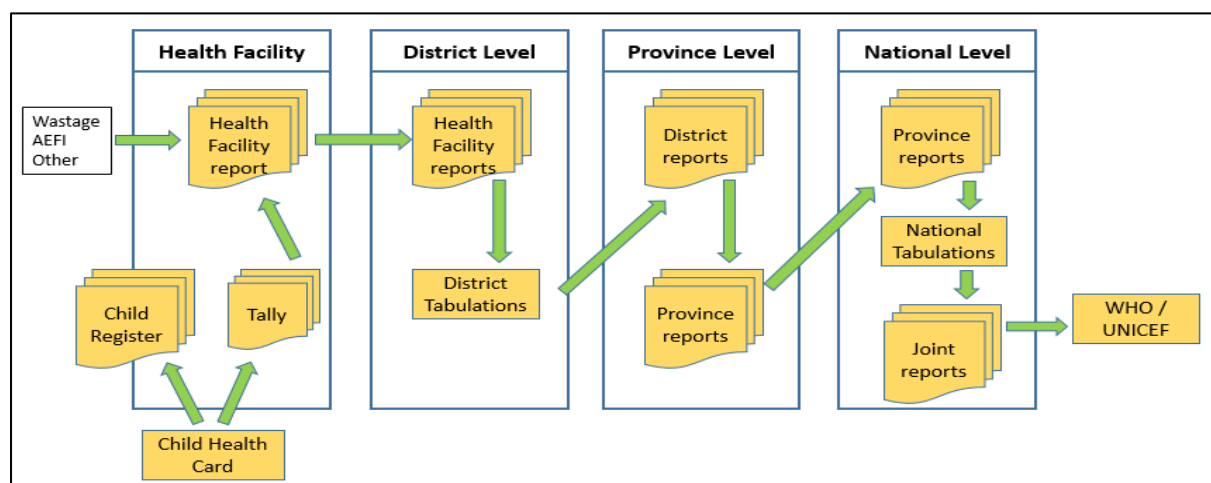 Health Facility
District Level
Province Level
National Level
Wastage
AEFI
Other
Health
Facility
report
Health
Facility
reports
District
reports
Province
reports
National
Tabulations
District
Tabulations
Child
Register
Tally
Province
reports
Joint
reports
WHO /
UNICEF
Child Health
Card